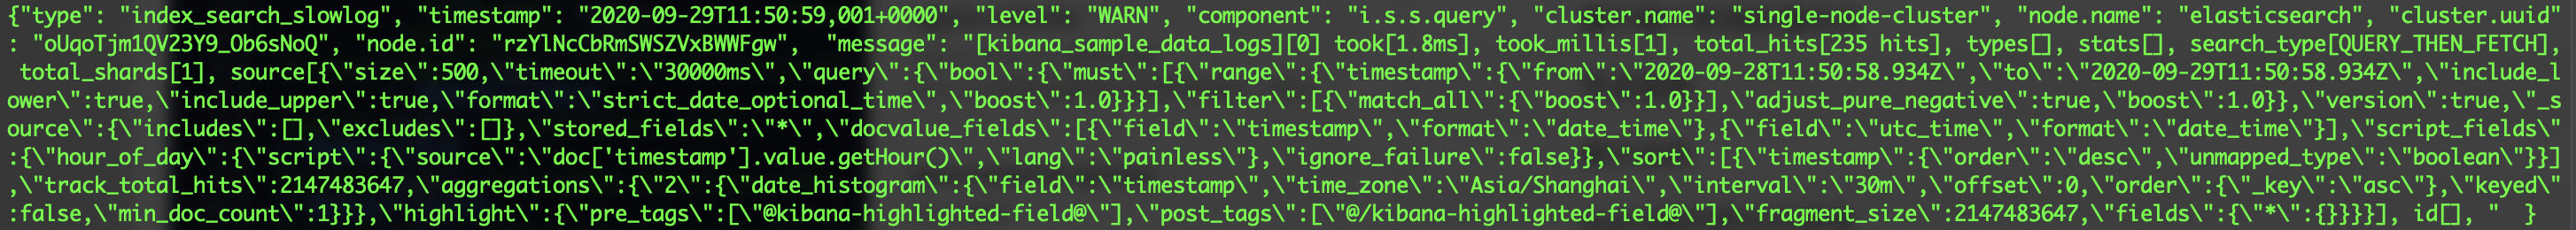 {"type": "index_search_slowlog", "timestamp": "2020-09-29T11:50:59,001+0000", "level": "WARN", "component": "i.s.s.query", "cluster.name": "single-node-cluster", "node.name": "elasticsearch", "cluster.uuid"
: "oUqoTjm1QV23Y9_Ob6sNoQ", "node.id": "rzYlNcCbRmSWSZVxBWWFgw",  "message": "[kibana_sample_data_logs][0] took[1.8ms], took_millis[1], total_hits[235 hits], types[], stats[], search_type[QUERY_THEN_FETCH],
 total_shards[1], source[{\"size\":500,\"timeout\":\"30000ms\",\"query\":{\"bool\":{\"must\":[{\"range\":{\"timestamp\":{\"from\":\"2020-09-28T11:50:58.934Z\",\"to\":\"2020-09-29T11:50:58.934Z\",\"include_l
ower\":true,\"include_upper\":true,\"format\":\"strict_date_optional_time\",\"boost\":1.0}}}],\"filter\":[{\"match_all\":{\"boost\":1.0}}],\"adjust_pure_negative\":true,\"boost\":1.0}},\"version\":true,\"_s
ource\":{\"includes\":[],\"excludes\":[]},\"stored_fields\":\"*\",\"docvalue_fields\":[{\"field\":\"timestamp\",\"format\":\"date_time\"},{\"field\":\"utc_time\",\"format\":\"date_time\"}],\"script_fields\"
:{\"hour_of_day\":{\"script\":{\"source\":\"doc['timestamp'].value.getHour()\",\"lang\":\"painless\"},\"ignore_failure\":false}},\"sort\":[{\"timestamp\":{\"order\":\"desc\",\"unmapped_type\":\"boolean\"}}]
,\"track_total_hits\":2147483647,\"aggregations\":{\"2\":{\"date_histogram\":{\"field\":\"timestamp\",\"time_zone\":\"Asia/Shanghai\",\"interval\":\"30m\",\"offset\":0,\"order\":{\"_key\":\"asc\"},\"keyed\"
:false,\"min_doc_count\":1}}},\"highlight\":{\"pre_tags\":[\"@kibana-highlighted-field@\"],\"post_tags\":[\"@/kibana-highlighted-field@\"],\"fragment_size\":2147483647,\"fields\":{\"*\":{}}}}], id[], "  }